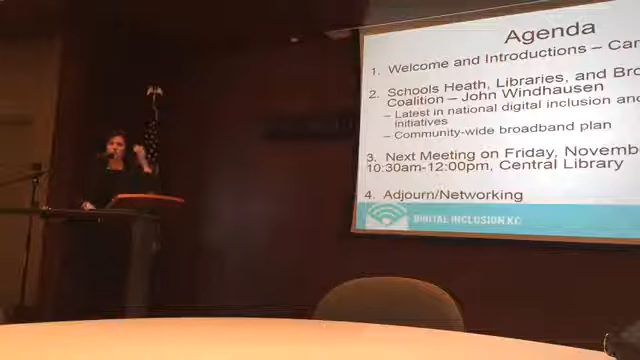 Agenda
1. Welcome and Introductions – Car
2. Schools Heath, Libraries, and Bro
Coalition – John Windhausen
– Latest in national digital inclusion and
initiatives
– Community-wide broadband plan
3. Next Meeting on Friday, Novembe
10:30am-12:00pm, Central Library
4. Adjourn/Networking
DIGITAL INCLUSION KC